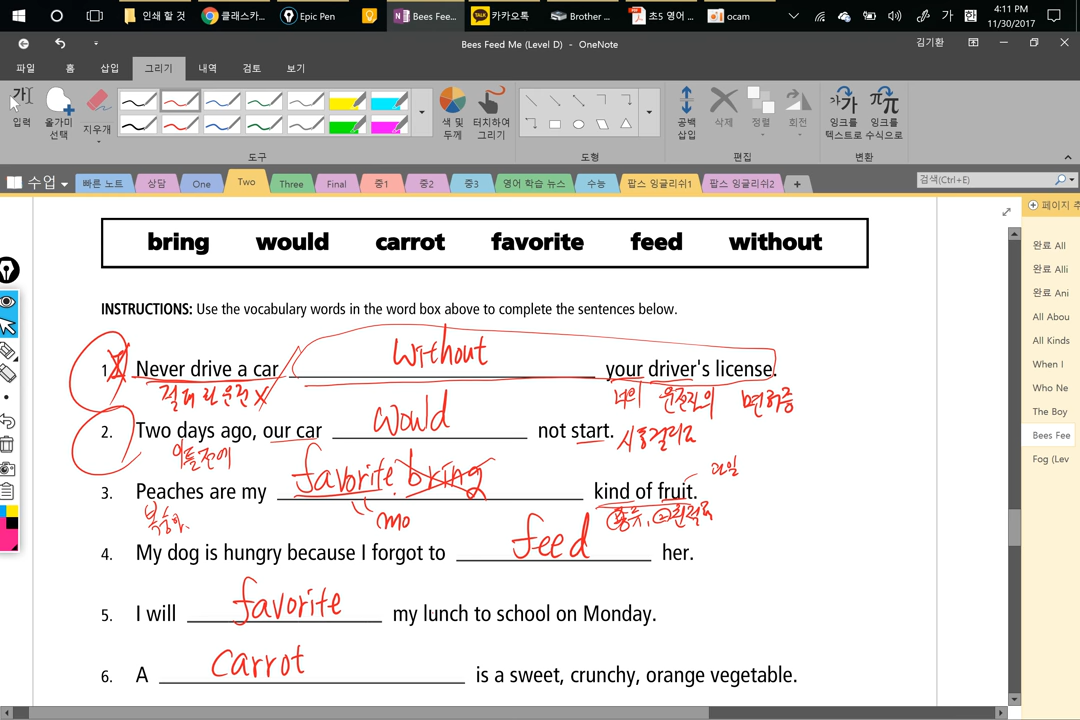 인쇄 할 것 클래스카... Epic Pen Bees Fee... 카카오톡 Brother ... 초5 영어 ... ocam 가 한 4:11 PM
11/30/2017
Bees Feed Me (Level D) - OneNote 김기환
파일 홈 삽입 그리기 내역 검토 보기
입력 올가미 선택 지우개 색 및 두께 터치하여 그리기 공백 삽입 삭제 정렬 회전 잉크를 텍스트로 잉크를 수식으로
도구 도형 편집 변환
수업 빠른 노트 상담 One Two Three Final 중1 중2 중3 영어 학습 뉴스 수능 팝스 잉글리쉬1 팝스 잉글리쉬2 + 검색(Ctrl+E)
페이지 추
bring would carrot favorite feed without
INSTRUCTIONS: Use the vocabulary words in the word box above to complete the sentences below.
1. Never drive a car without your driver's license.
너의 면허증
2. Two days ago, our car would not start.
이틀전에
3. Peaches are my favorite bring kind of fruit.
과일
복숭아
mo
4. My dog is hungry because I forgot to feed her.
5. I will favorite my lunch to school on Monday.
6. A carrot is a sweet, crunchy, orange vegetable.
완료 All
완료 Alli
완료 Ani
All Abou
All Kinds
When I
Who Ne
The Boy
Bees Fee
Fog (Lev